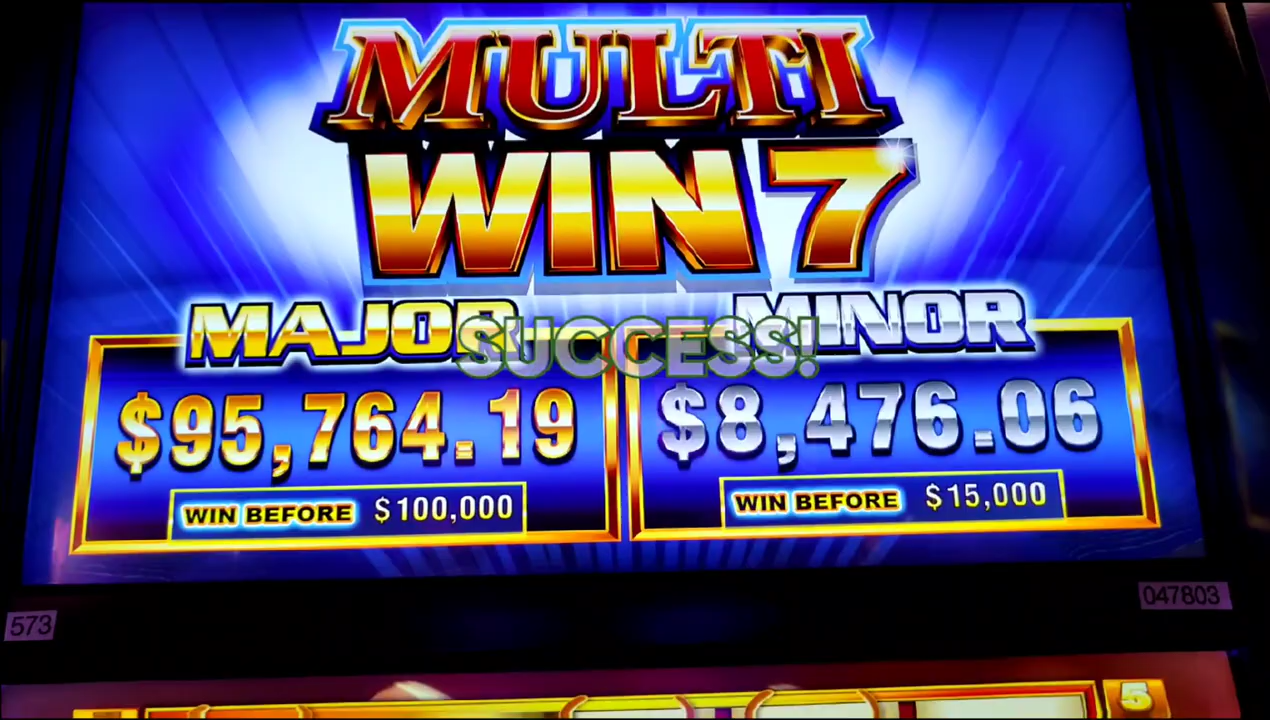 MULTI
WIN 7
MAJOR
MINOR
SUCCESS!
$95,764.19
$8,476.06
WIN BEFORE $100,000
WIN BEFORE $15,000
573
047803
5